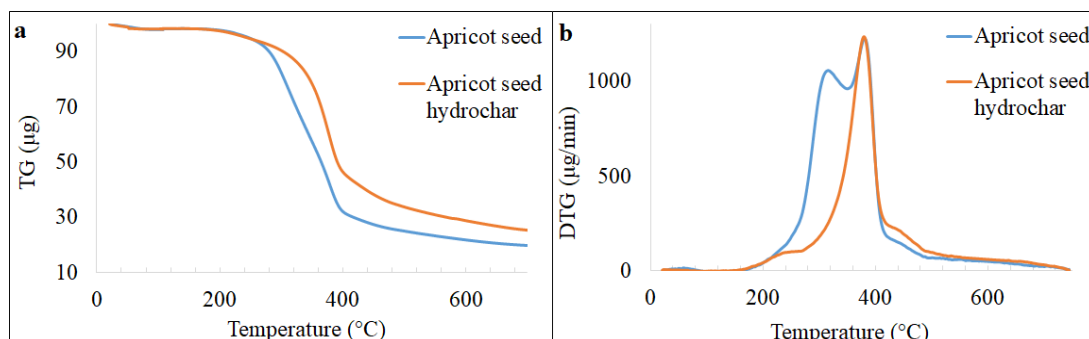 a
Apricot seed
Apricot seed
hydrochar
90
70
50
30
10
TG (μg)
0
200
400
600
Temperature (°C)
b
Apricot seed
Apricot seed
hydrochar
1000
500
0
DTG (μg/min)
0
200
400
600
Temperature (°C)